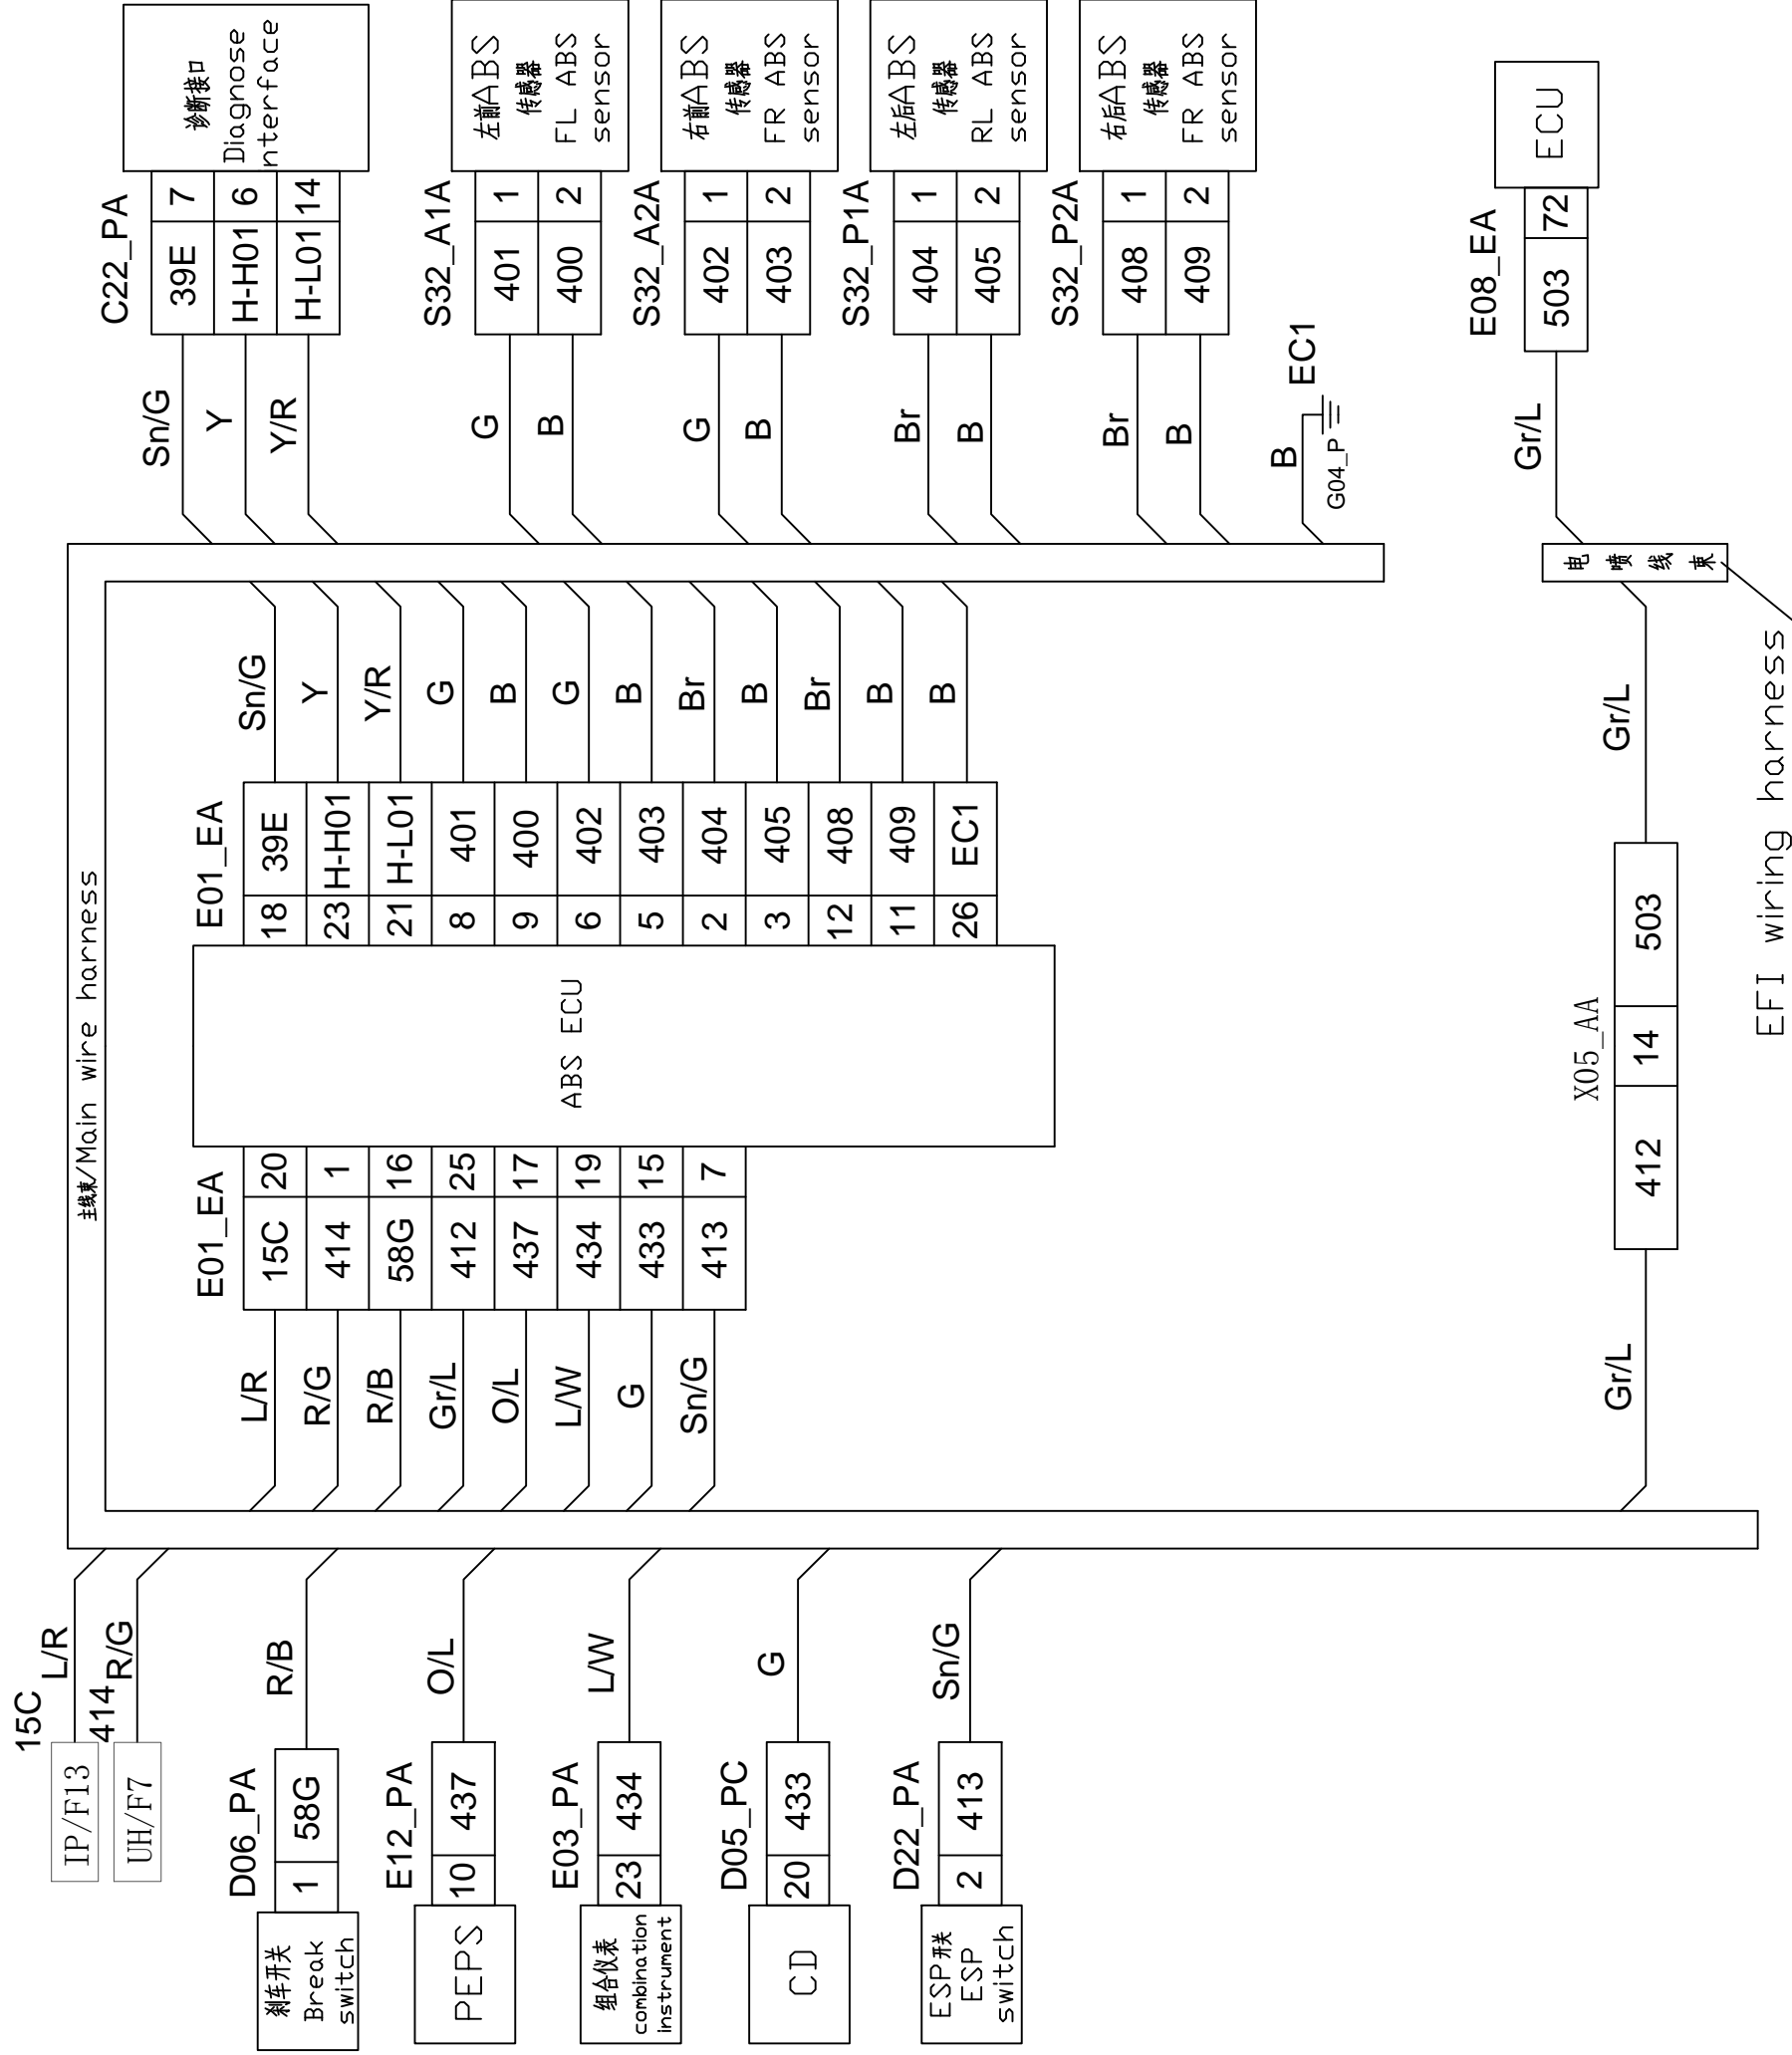 15C
L/R
IP/F13
414
R/G
UH/F7
D06_PA
刹车开关
Break
switch
1 58G
R/B
E12_PA
PEPS
10 437
O/L
E03_PA
组合仪表
combination
instrument
23 434
L/W
D05_PC
CD
20 433
G
D22_PA
ESP开关
ESP
switch
2 413
Sn/G
主线束/Main wire harness
E01_EA
L/R 15C 20
R/G 414 1
R/B 58G 16
Gr/L 412 25
O/L 437 17
L/W 434 19
G 433 15
Sn/G 413 7
ABS ECU
E01_EA
18 39E Sn/G
23 H-H01 Y
21 H-L01 Y/R
8 401 G
9 400 B
6 402 G
5 403 B
2 404 Br
3 405 B
12 408 Br
11 409 B
26 EC1 B
C22_PA
Sn/G 39E 7
Y H-H01 6
Y/R H-L01 14
诊断接口
Diagnose
interface
S32_A1A
G 401 1
B 400 2
左前ABS
传感器
FL ABS
sensor
S32_A2A
G 402 1
B 403 2
右前ABS
传感器
FR ABS
sensor
S32_P1A
Br 404 1
B 405 2
左后ABS
传感器
RL ABS
sensor
S32_P2A
Br 408 1
B 409 2
右后ABS
传感器
FR ABS
sensor
B EC1
G04_P
X05_AA
Gr/L 412 14 503 Gr/L
电喷线束
EFI wiring harness
E08_EA
Gr/L 503 72
ECU